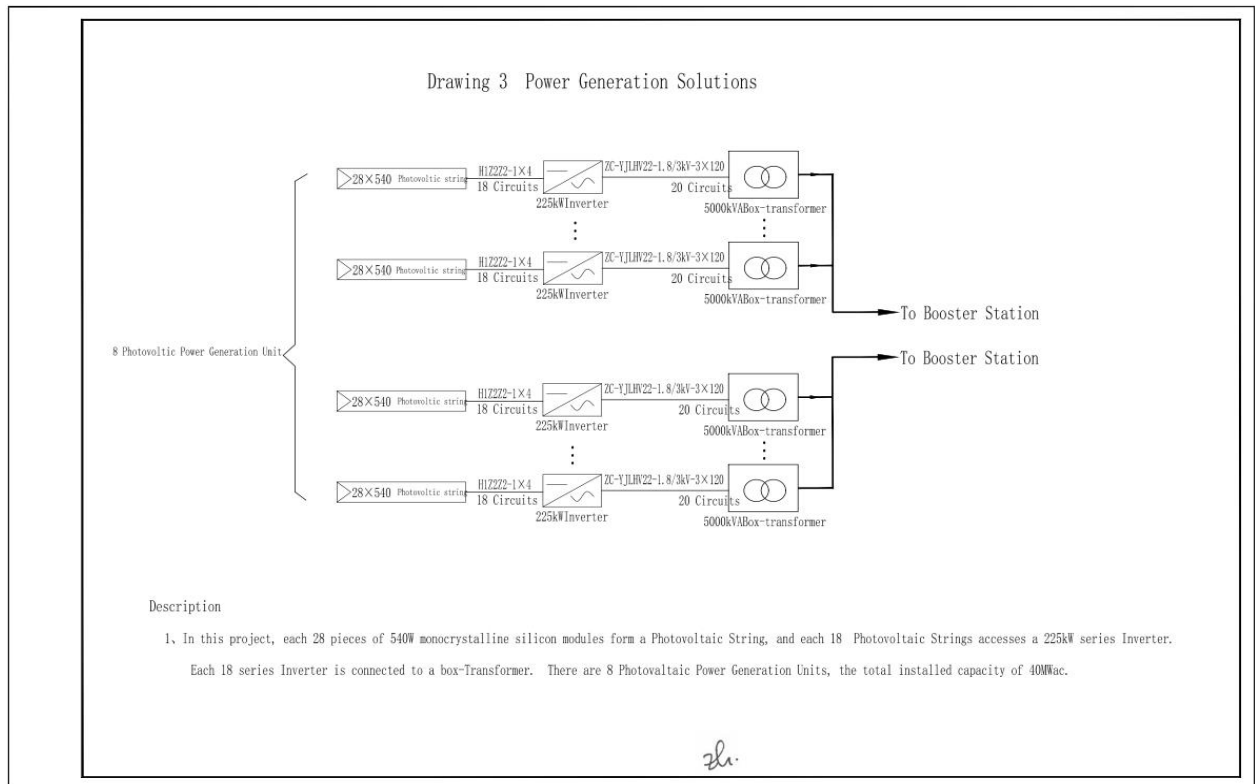 Drawing 3 Power Generation Solutions
28×540 Photovoltic string
H1Z2Z2-1×4
18 Circuits
225kWInverter
ZC-YJLHV22-1.8/3kV-3×120
20 Circuits
5000kVABox-transformer
28×540 Photovoltic string
H1Z2Z2-1×4
18 Circuits
225kWInverter
ZC-YJLHV22-1.8/3kV-3×120
20 Circuits
5000kVABox-transformer
To Booster Station
8 Photovoltic Power Generation Unit
To Booster Station
28×540 Photovoltic string
H1Z2Z2-1×4
18 Circuits
225kWInverter
ZC-YJLHV22-1.8/3kV-3×120
20 Circuits
5000kVABox-transformer
28×540 Photovoltic string
H1Z2Z2-1×4
18 Circuits
225kWInverter
ZC-YJLHV22-1.8/3kV-3×120
20 Circuits
5000kVABox-transformer
Description
1、In this project, each 28 pieces of 540W monocrystalline silicon modules form a Photovoltaic String, and each 18 Photovoltaic Strings accesses a 225kW series Inverter.
Each 18 series Inverter is connected to a box-Transformer. There are 8 Photovaltaic Power Generation Units, the total installed capacity of 40MWac.